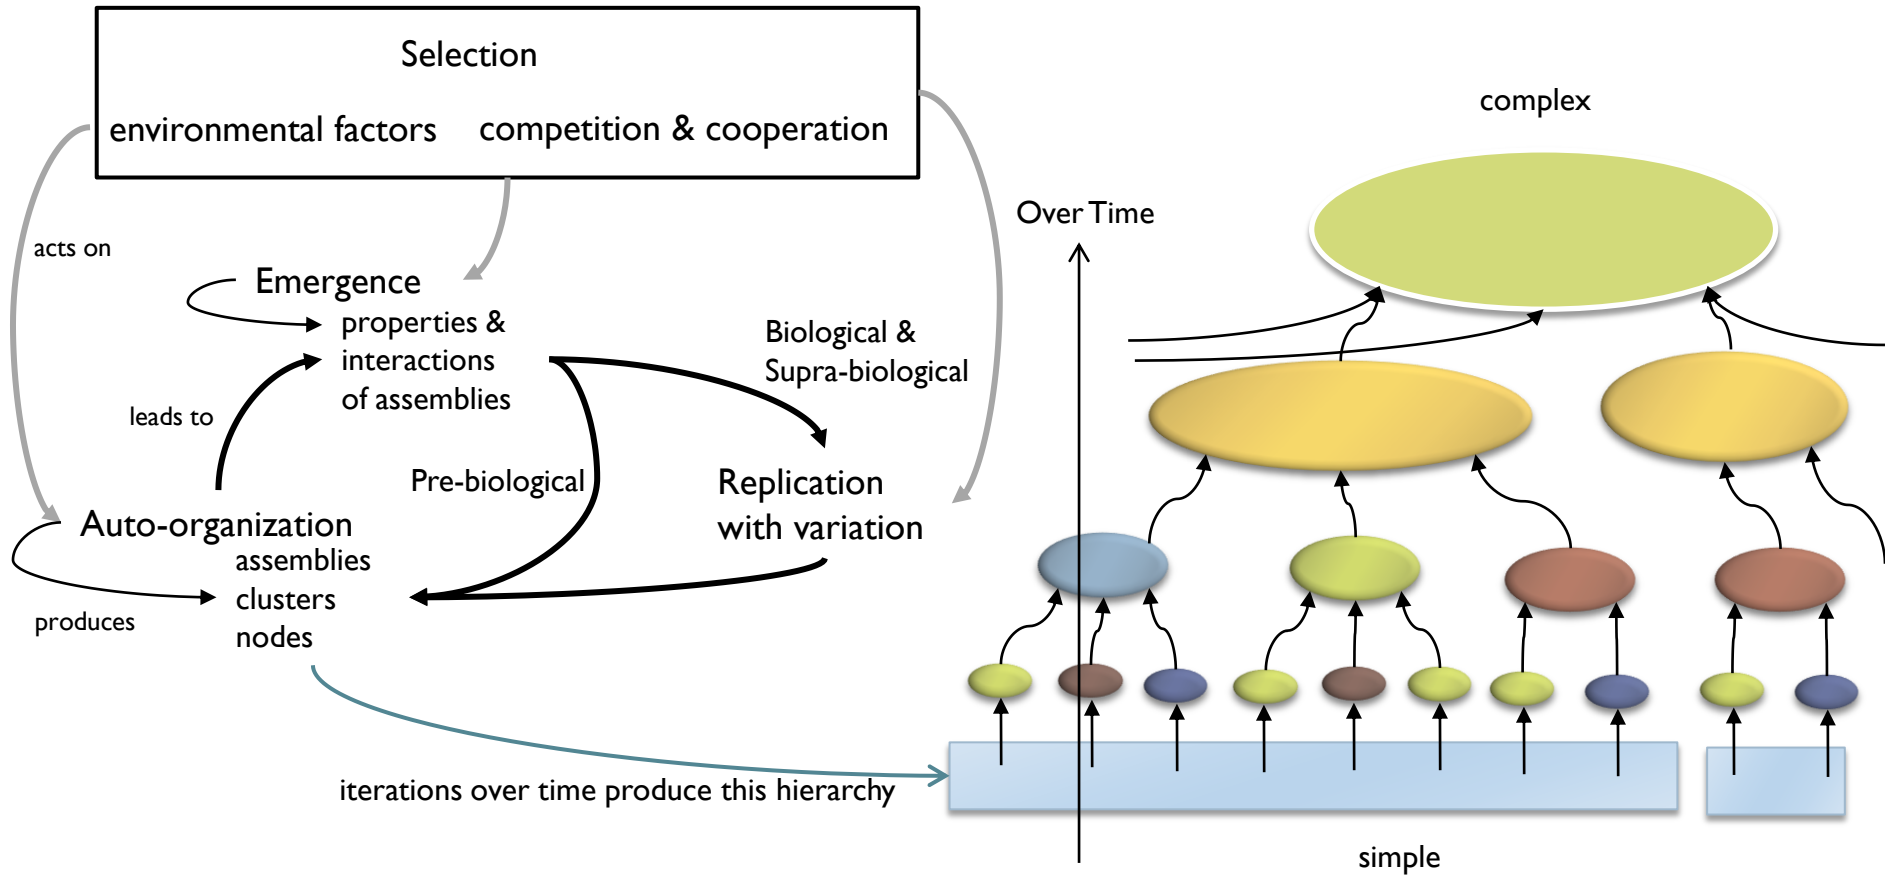 Selection
environmental factors
competition & cooperation
acts on
Emergence
properties &
interactions
of assemblies
leads to
Biological &
Supra-biological
Pre-biological
Replication
with variation
Auto-organization
assemblies
clusters
nodes
produces
iterations over time produce this hierarchy
Over Time
complex
simple